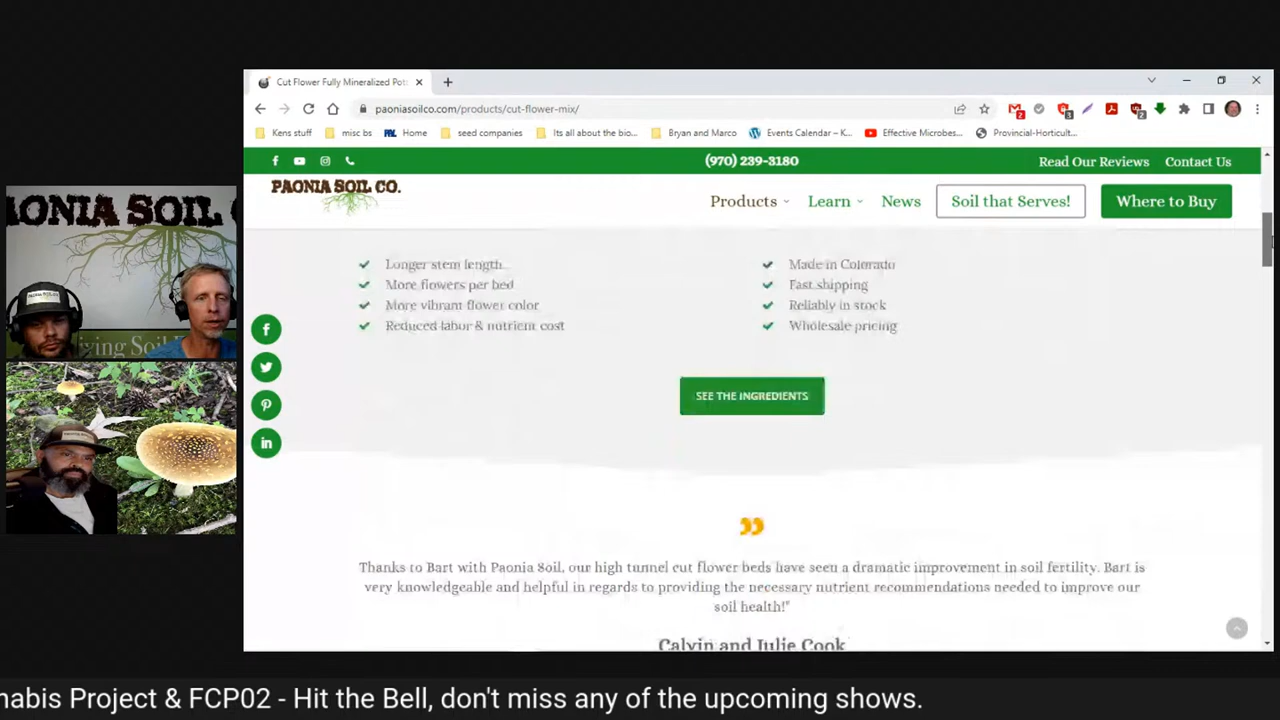 Cut Flower Fully Mineralized Pot
paoniasoilco.com/products/cut-flower-mix/
Kens stuff
misc bs
Home
seed companies
Its all about the bio...
Bryan and Marco
Events Calendar – K...
Effective Microbes...
Provincial-Horticult...
(970) 239-3180
Read Our Reviews
Contact Us
PAONIA SOIL CO.
Products
Learn
News
Soil that Serves!
Where to Buy
Longer stem length
More flowers per bed
More vibrant flower color
Reduced labor & nutrient cost
Made in Colorado
Fast shipping
Reliably in stock
Wholesale pricing
SEE THE INGREDIENTS
Thanks to Bart with Paonia Soil, our high tunnel cut flower beds have seen a dramatic improvement in soil fertility. Bart is
very knowledgeable and helpful in regards to providing the necessary nutrient recommendations needed to improve our
soil health!"
Calvin and Julie Cook
AONIA SOIL
iving Soil
nabis Project & FCP02 - Hit the Bell, don't miss any of the upcoming shows.